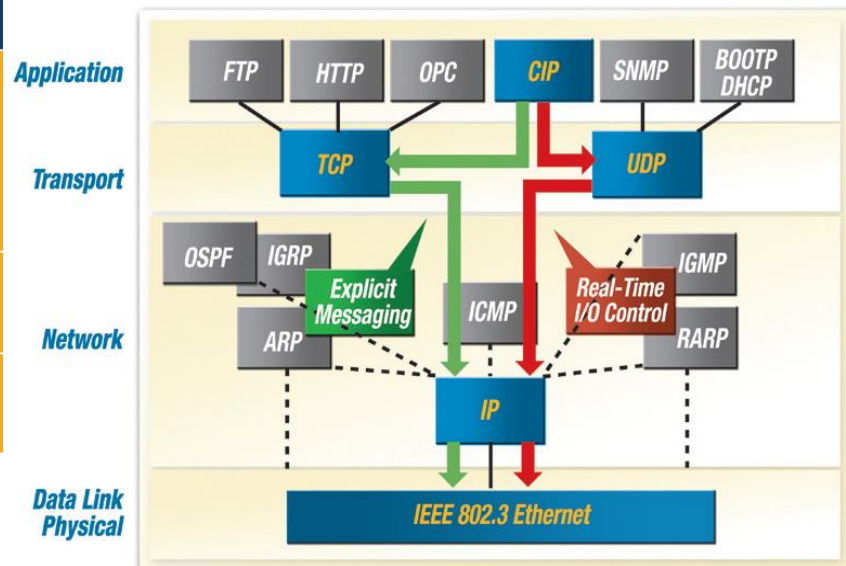 Application
FTP
HTTP
OPC
CIP
SNMP
BOOTP
DHCP
Transport
TCP
UDP
Network
OSPF
IGRP
Explicit
Messaging
ARP
ICMP
Real-Time
I/O Control
IGMP
RARP
IP
Data Link
Physical
IEEE 802.3 Ethernet